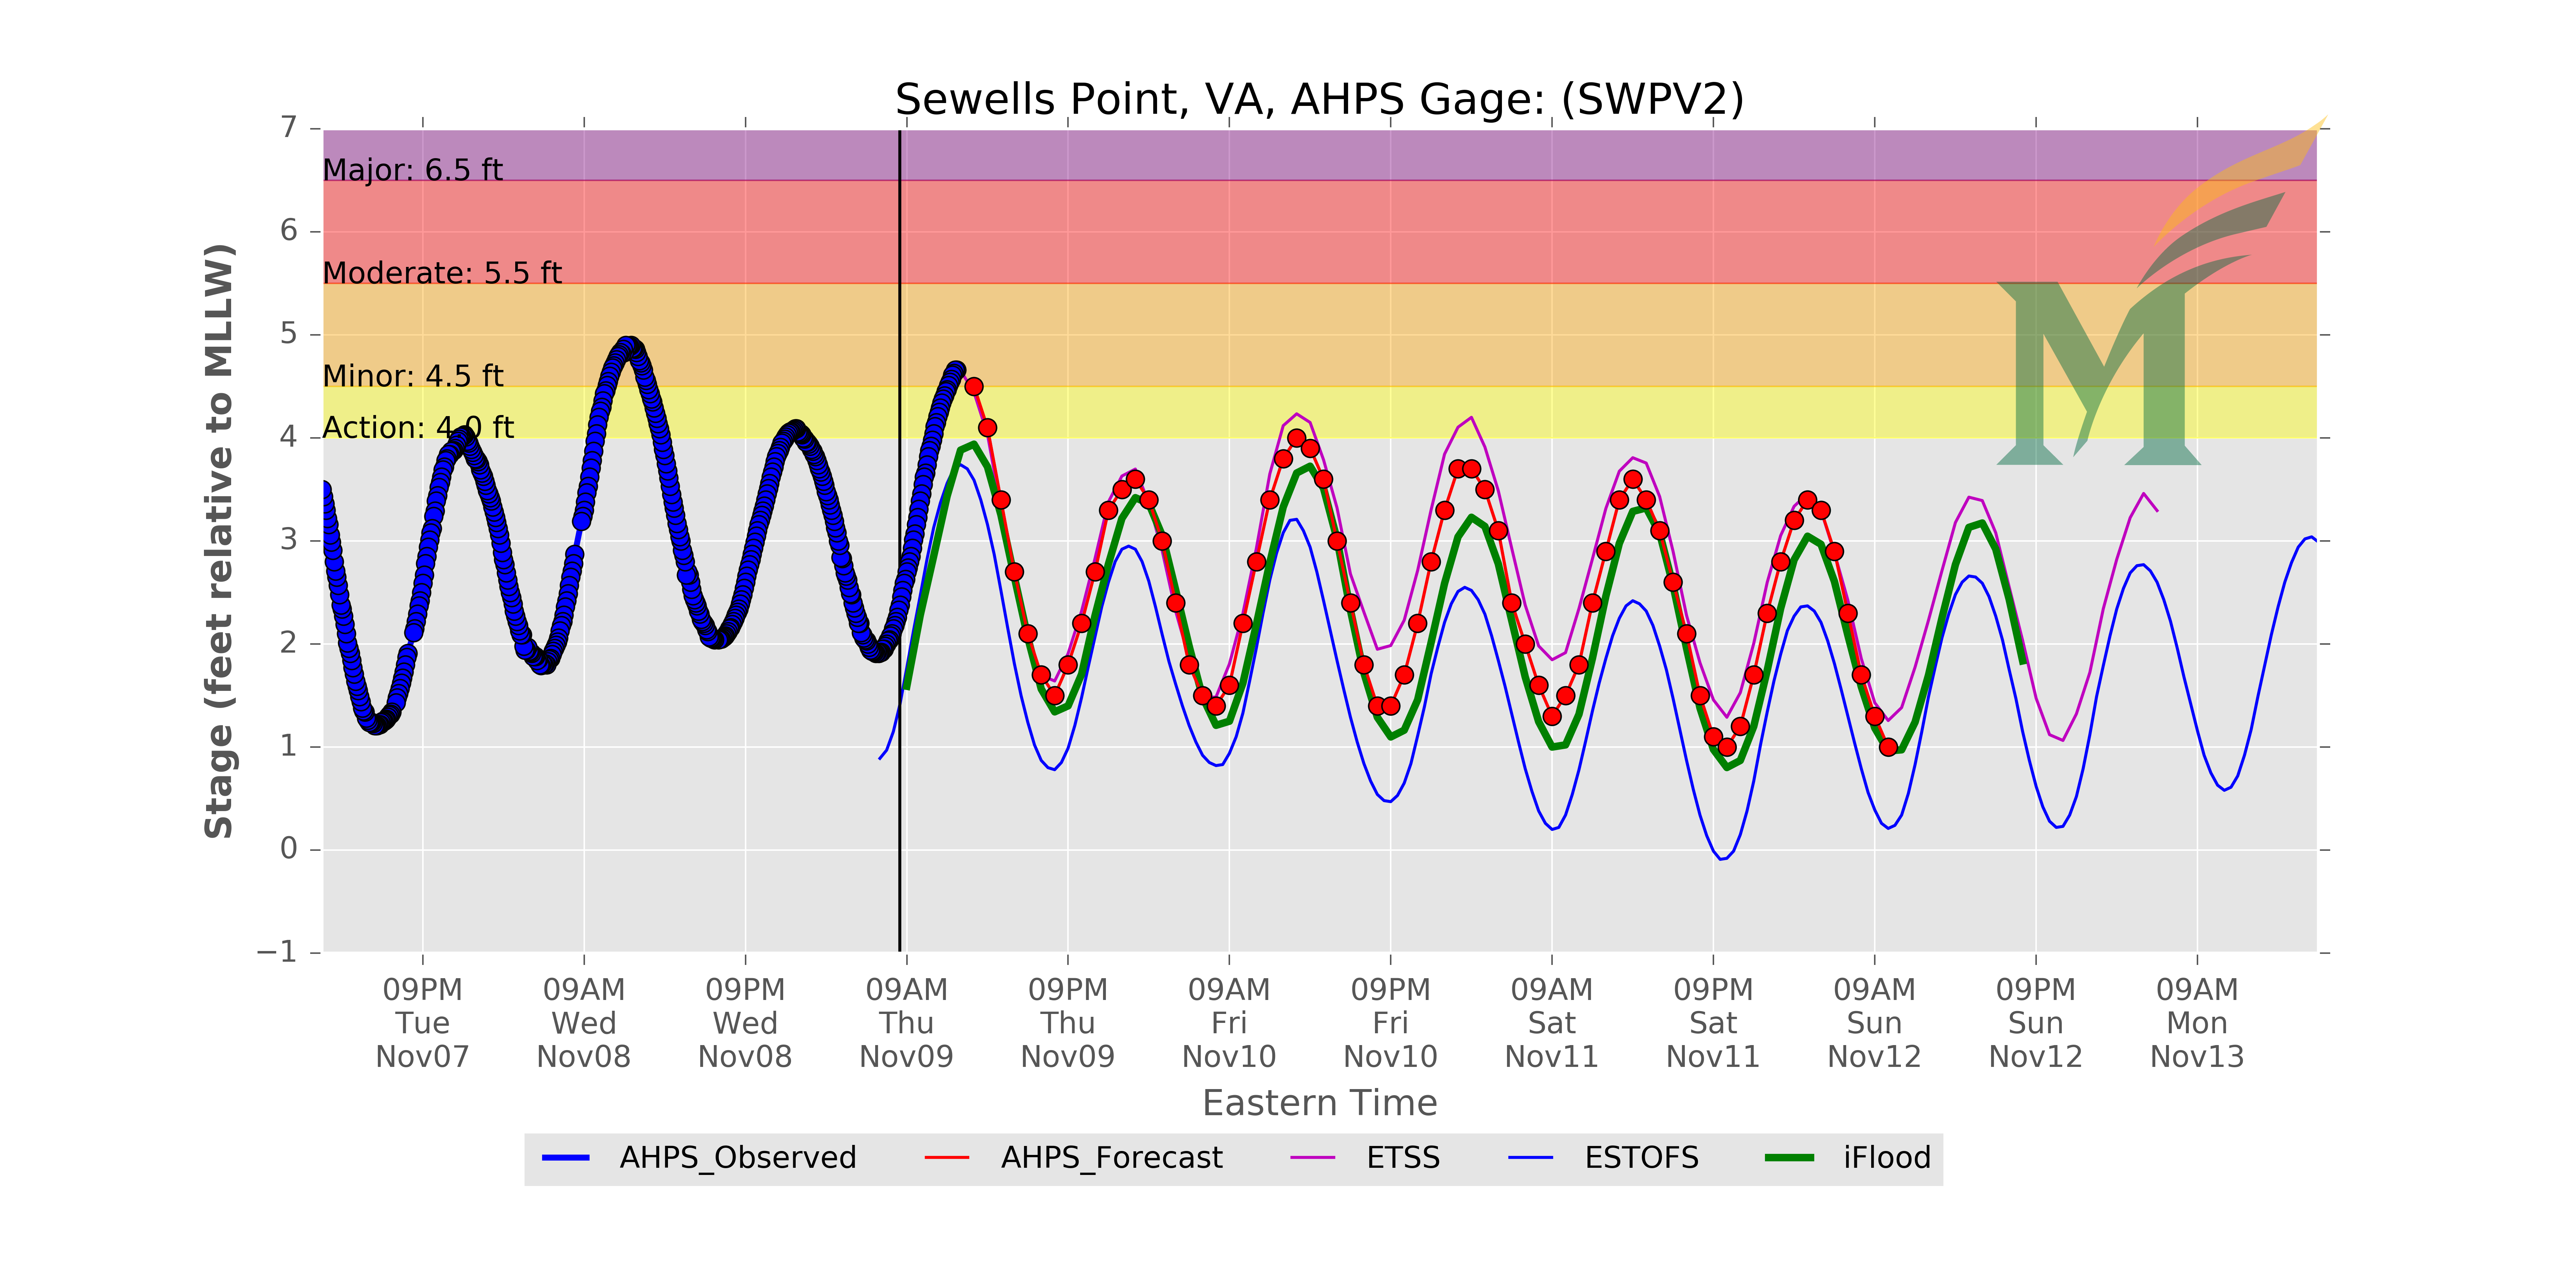 Sewells Point, VA, AHPS Gage: (SWPV2)
7
6
5
4
3
2
1
0
−1
Stage (feet relative to MLLW)
Major: 6.5 ft
Moderate: 5.5 ft
Minor: 4.5 ft
Action: 4.0 ft
M
09PM
Tue
Nov07
09AM
Wed
Nov08
09PM
Wed
Nov08
09AM
Thu
Nov09
09PM
Thu
Nov09
09AM
Fri
Nov10
09PM
Fri
Nov10
09AM
Sat
Nov11
09PM
Sat
Nov11
09AM
Sun
Nov12
09PM
Sun
Nov12
09AM
Mon
Nov13
Eastern Time
AHPS_Observed
AHPS_Forecast
ETSS
ESTOFS
iFlood